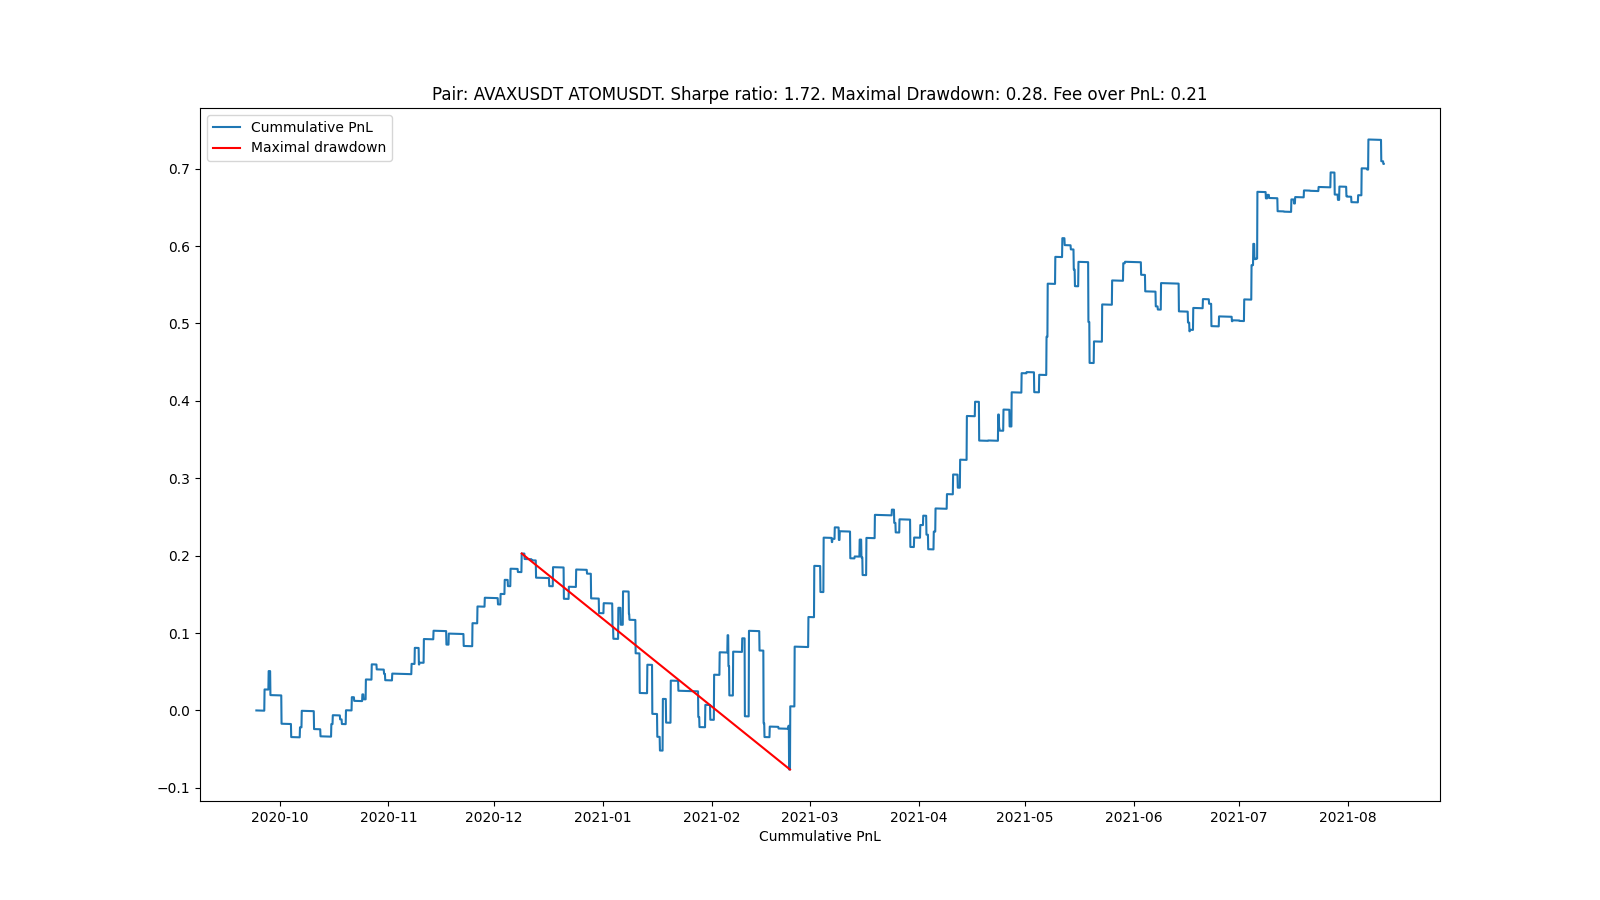 Pair: AVAXUSDT ATOMUSDT. Sharpe ratio: 1.72. Maximal Drawdown: 0.28. Fee over PnL: 0.21
Cummulative PnL
Maximal drawdown
0.7
0.6
0.5
0.4
0.3
0.2
0.1
0.0
−0.1
2020-10 2020-11 2020-12 2021-01 2021-02 2021-03 2021-04 2021-05 2021-06 2021-07 2021-08
Cummulative PnL